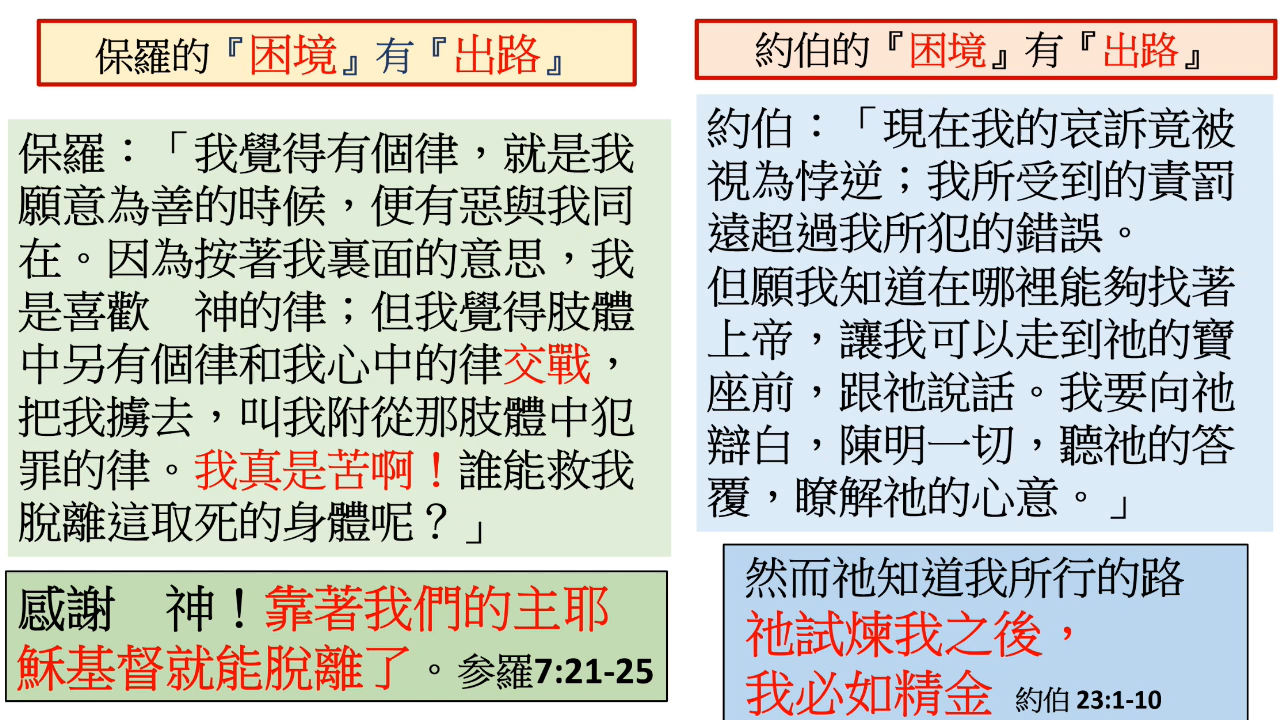 保羅的『困境』有『出路』
保羅：「我覺得有個律，就是我
願意為善的時候，便有惡與我同
在。因為按著我裏面的意思，我
是喜歡　神的律；但我覺得肢體
中另有個律和我心中的律交戰，
把我擄去，叫我附從那肢體中犯
罪的律。我真是苦啊！誰能救我
脫離這取死的身體呢？」
感謝　神！靠著我們的主耶
穌基督就能脫離了。参羅7:21-25
約伯的『困境』有『出路』
約伯：「現在我的哀訴竟被
視為悖逆；我所受到的責罰
遠超過我所犯的錯誤。
但願我知道在哪裡能夠找著
上帝，讓我可以走到祂的寶
座前，跟祂說話。我要向祂
辯白，陳明一切，聽祂的答
覆，瞭解祂的心意。」
然而祂知道我所行的路
祂試煉我之後，
我必如精金 約伯 23:1-10